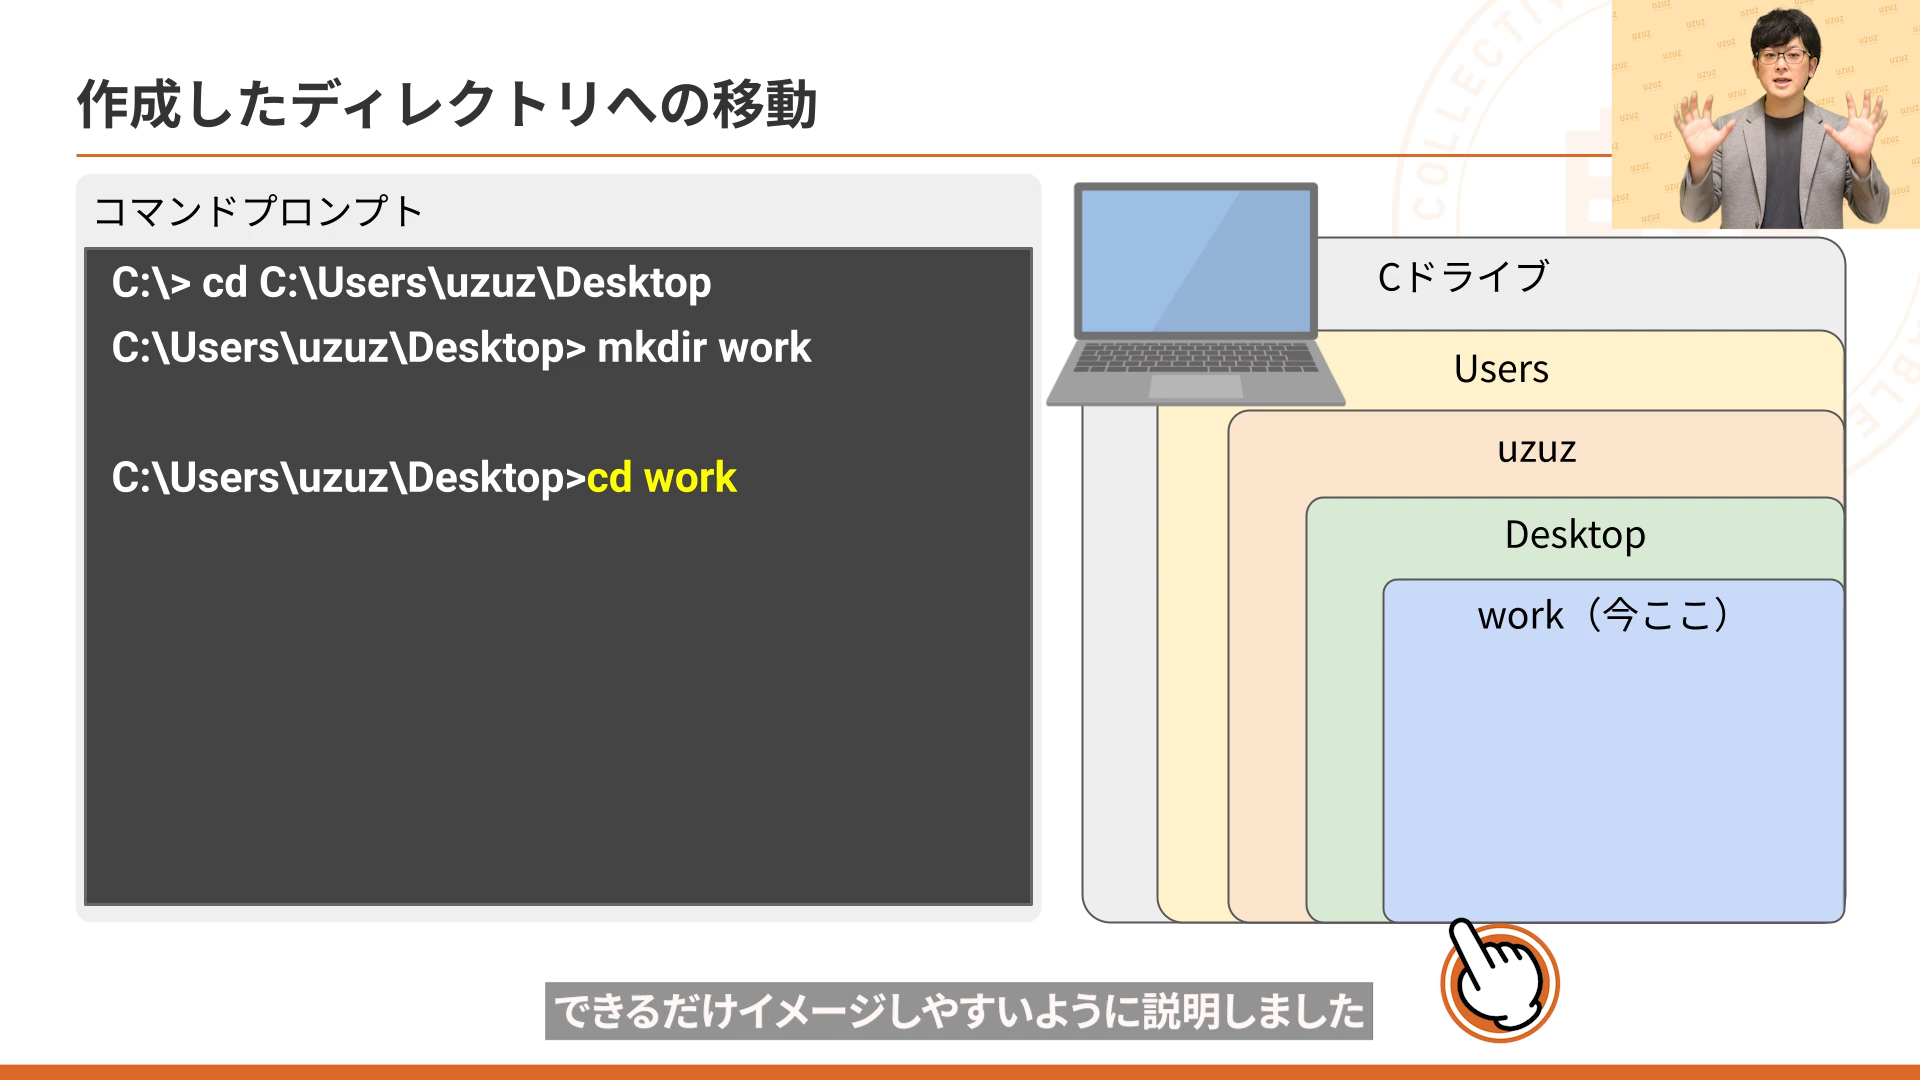 作成したディレクトリへの移動
コマンドプロンプト
C:\> cd C:\Users\uzuz\Desktop
C:\Users\uzuz\Desktop> mkdir work
C:\Users\uzuz\Desktop>cd work
Cドライブ
Users
uzuz
Desktop
work（今ここ）
できるだけイメージしやすいように説明しました